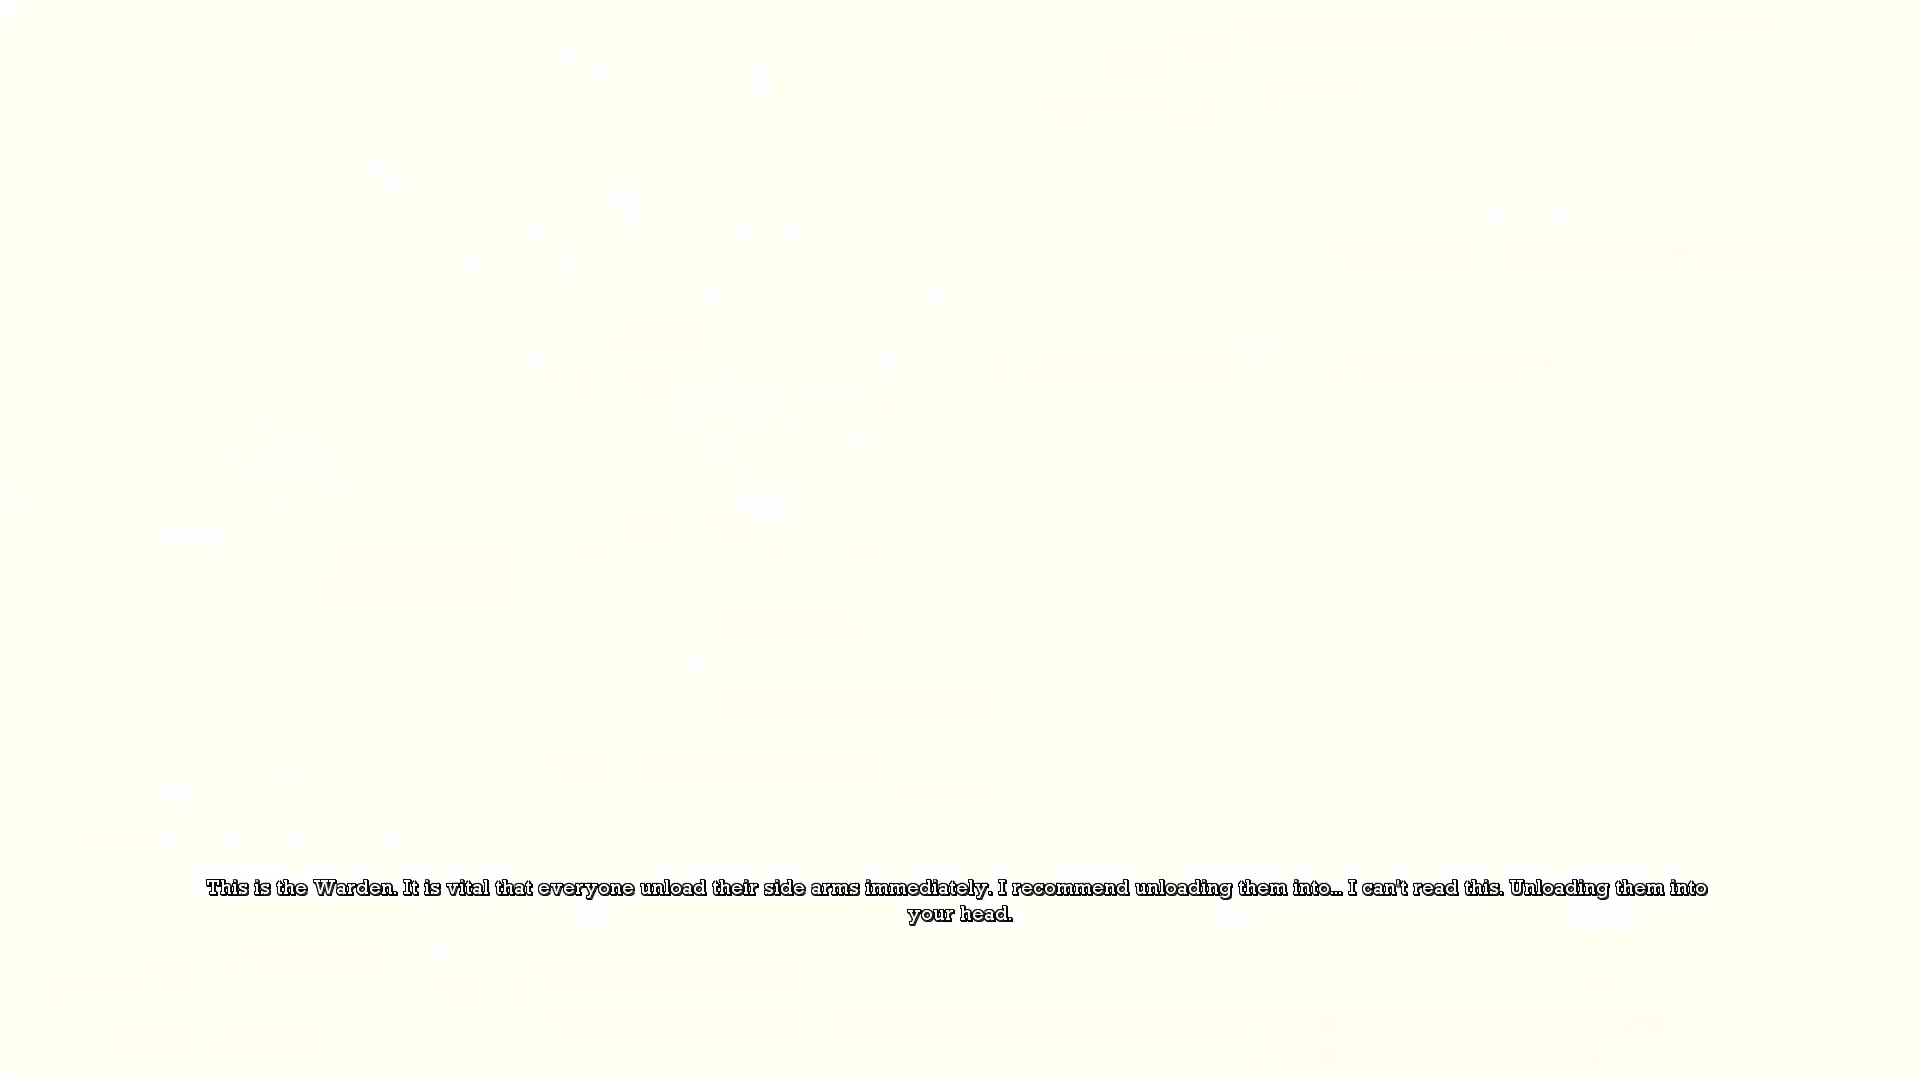 This is the Warden. It is vital that everyone unload their side arms immediately. I recommend unloading them into... I can't read this. Unloading them into
your head.